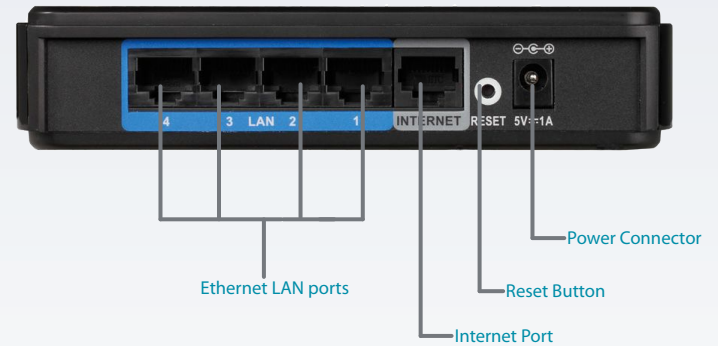 4 3 LAN 2 1 INTERNET RESET 5V⎓1A
Power Connector
Ethernet LAN ports
Reset Button
Internet Port